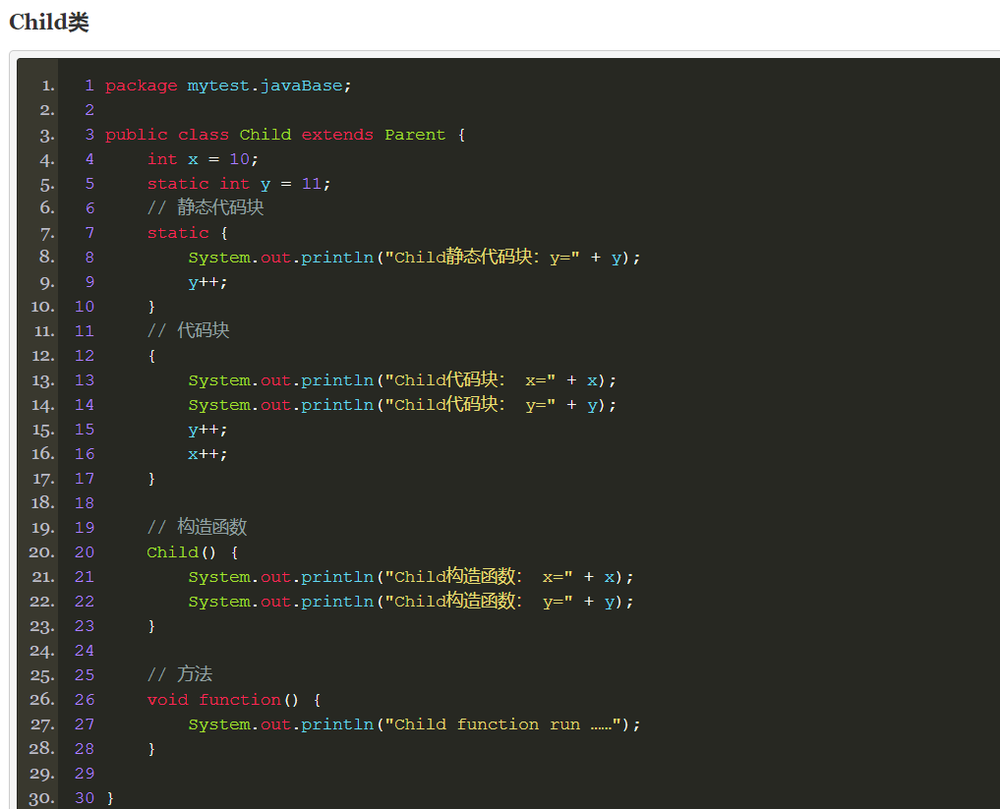 Child类
1. 1 package mytest.javaBase;
2. 2
3. 3 public class Child extends Parent {
4. 4     int x = 10;
5. 5     static int y = 11;
6. 6     // 静态代码块
7. 7     static {
8. 8         System.out.println("Child静态代码块：y=" + y);
9. 9         y++;
10. 10     }
11. 11     // 代码块
12. 12     {
13. 13         System.out.println("Child代码块： x=" + x);
14. 14         System.out.println("Child代码块： y=" + y);
15. 15         y++;
16. 16         x++;
17. 17     }
18. 18
19. 19     // 构造函数
20. 20     Child() {
21. 21         System.out.println("Child构造函数： x=" + x);
22. 22         System.out.println("Child构造函数： y=" + y);
23. 23     }
24. 24
25. 25     // 方法
26. 26     void function() {
27. 27         System.out.println("Child function run ……");
28. 28     }
29. 29
30. 30 }